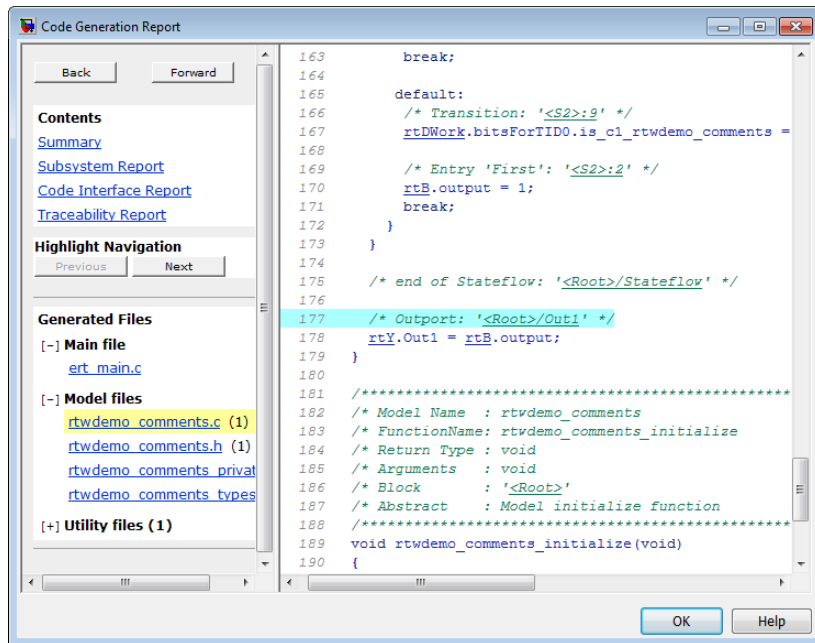 Code Generation Report
Back Forward
Contents
Summary
Subsystem Report
Code Interface Report
Traceability Report
Highlight Navigation
Previous Next
Generated Files
[-] Main file
ert_main.c
[-] Model files
rtwdemo_comments.c (1)
rtwdemo_comments.h (1)
rtwdemo_comments_privat
rtwdemo_comments_types
[+] Utility files (1)
163 break;
164
165 default:
166 /* Transition: '<S2>:9' */
167 rtDWork.bitsForTID0.is_c1_rtwdemo_comments =
168
169 /* Entry 'First': '<S2>:2' */
170 rtB.output = 1;
171 break;
172 }
173 }
174
175 /* end of Stateflow: '<Root>/Stateflow' */
176
177 /* Outport: '<Root>/Out1' */
178 rtY.Out1 = rtB.output;
179 }
180
181 /*************************************************
182 /* Model Name : rtwdemo_comments
183 /* FunctionName: rtwdemo_comments_initialize
184 /* Return Type : void
185 /* Arguments : void
186 /* Block : '<Root>'
187 /* Abstract : Model initialize function
188 /*************************************************
189 void rtwdemo_comments_initialize(void)
190 {
OK Help